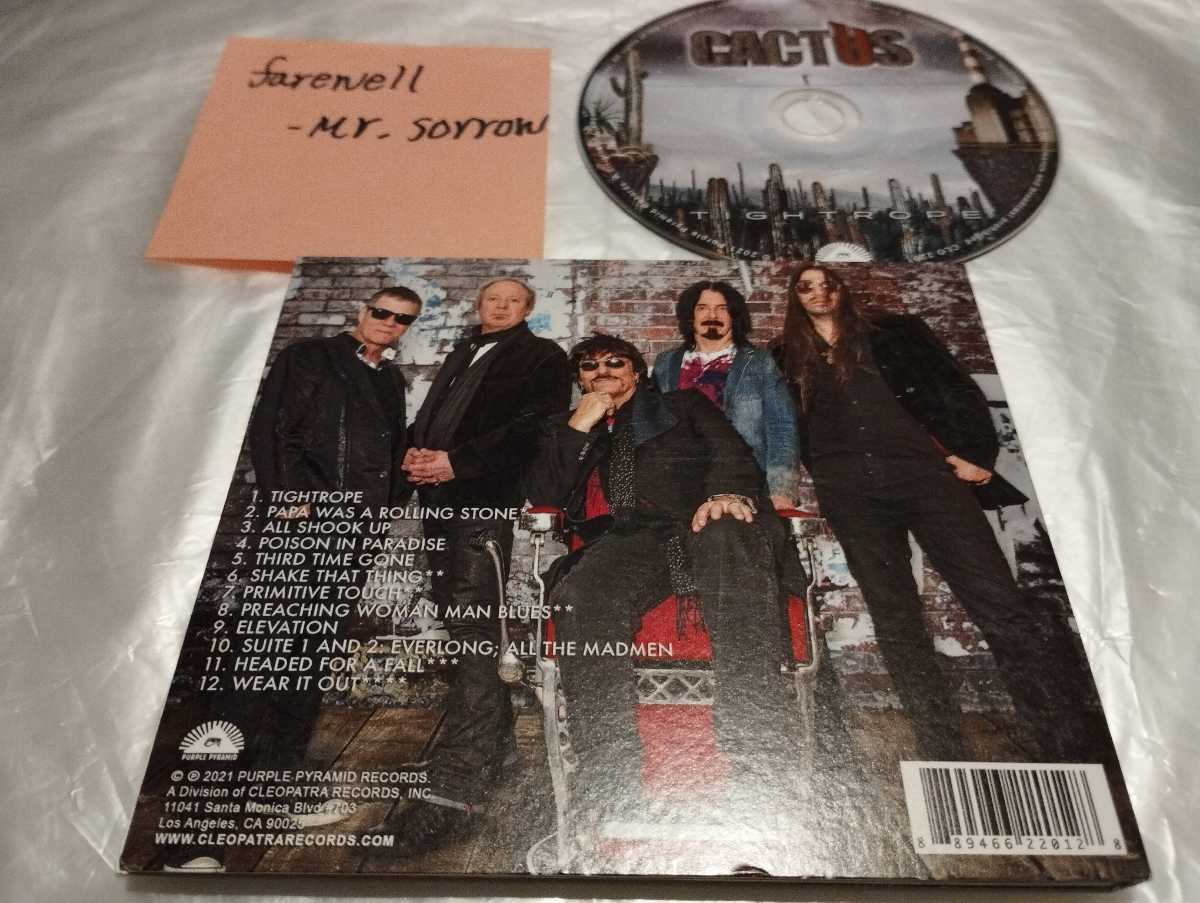 farewell
-Mr. sorrow
CACTUS
TIGHTROPE
1. TIGHTROPE
2. PAPA WAS A ROLLING STONE*
3. ALL SHOOK UP
4. POISON IN PARADISE
5. THIRD TIME GONE
6. SHAKE THAT THING**
7. PRIMITIVE TOUCH**
8. PREACHING WOMAN MAN BLUES**
9. ELEVATION
10. SUITE 1 AND 2: EVERLONG; ALL THE MADMEN
11. HEADED FOR A FALL***
12. WEAR IT OUT****
PURPLE PYRAMID
© ℗ 2021 PURPLE PYRAMID RECORDS.
A Division of CLEOPATRA RECORDS, INC
11041 Santa Monica Blvd #703
Los Angeles, CA 90025
WWW.CLEOPATRARECORDS.COM
8 89466 22012 8